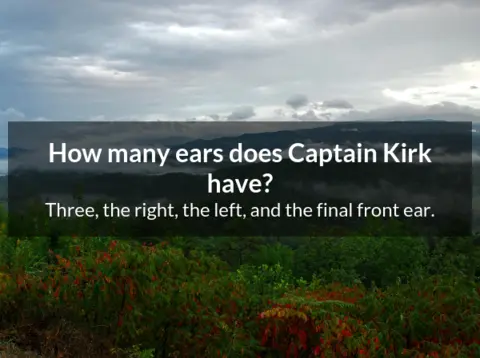 How many ears does Captain Kirk
have?
Three, the right, the left, and the final front ear.